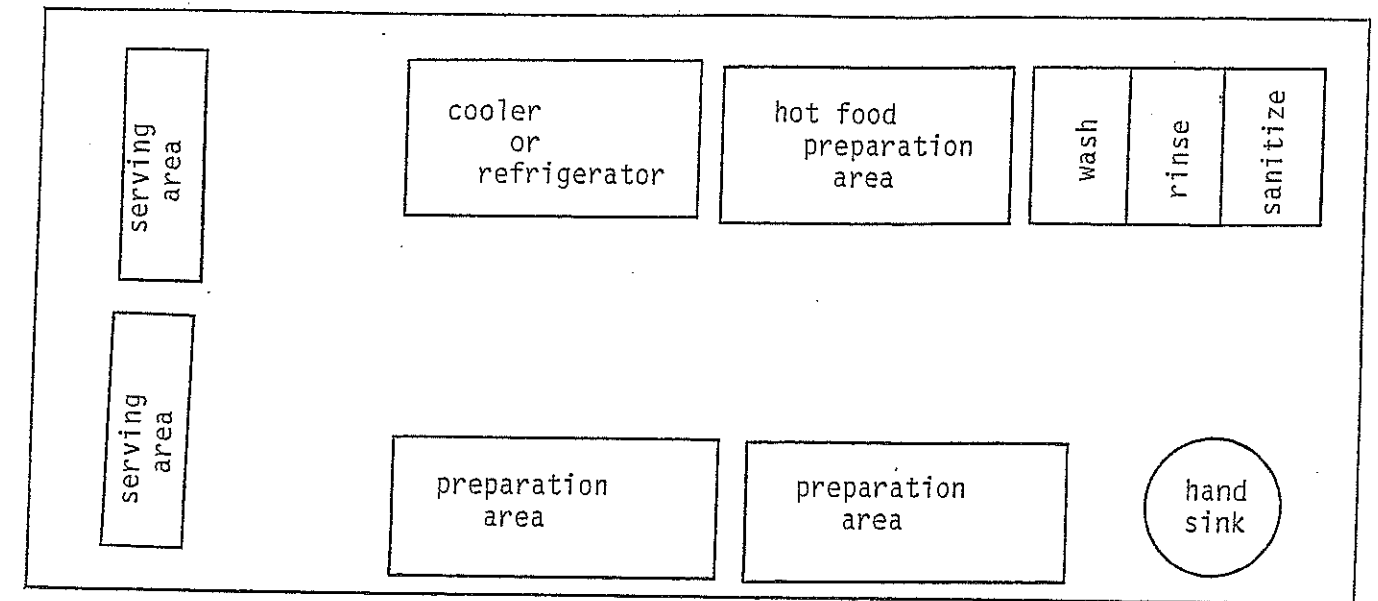 serving
area
cooler
or
refrigerator
hot food
preparation
area
wash
rinse
sanitize
serving
area
preparation
area
preparation
area
hand
sink